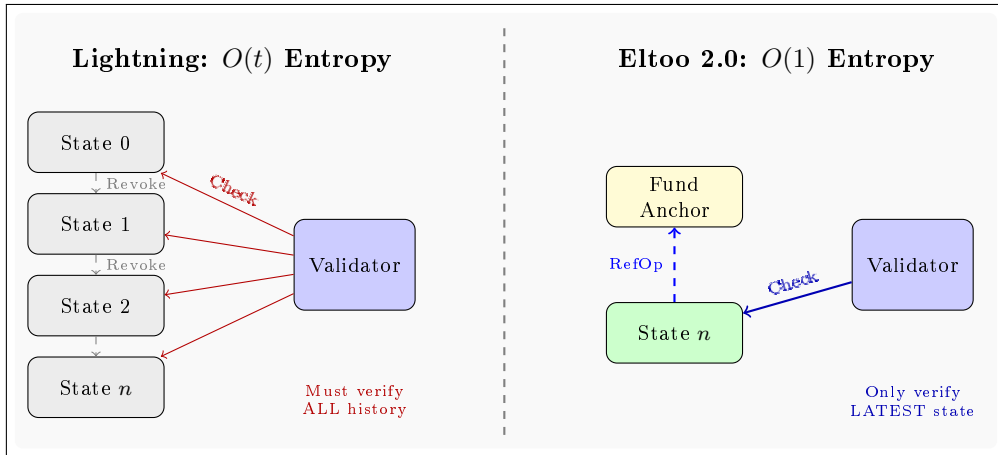 Lightning: O(t) Entropy
State 0
Revoke
State 1
Revoke
State 2
State n
Check
Validator
Must verify
ALL history
Eltoo 2.0: O(1) Entropy
Fund
Anchor
RefOp
State n
Check
Validator
Only verify
LATEST state